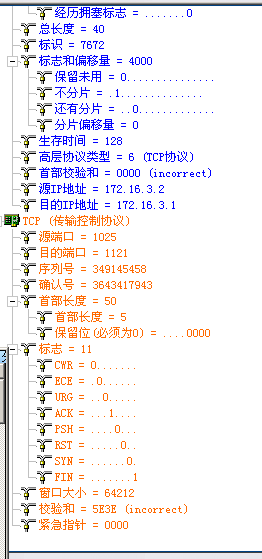 经历拥塞标志 = .......0
总长度 = 40
标识 = 7672
标志和偏移量 = 4000
保留未用 = 0...............
不分片 = .1..............
还有分片 = ..0.............
分片偏移量 = 0
生存时间 = 128
高层协议类型 = 6 (TCP协议)
首部校验和 = 0000 (incorrect)
源IP地址 = 172.16.3.2
目的IP地址 = 172.16.3.1
TCP (传输控制协议)
源端口 = 1025
目的端口 = 1121
序列号 = 349145458
确认号 = 3643417943
首部长度 = 50
首部长度 = 5
保留位(必须为0) = ....0000
标志 = 11
CWR = 0.......
ECE = .0......
URG = ..0.....
ACK = ...1....
PSH = ....0...
RST = .....0..
SYN = ......0.
FIN = .......1
窗口大小 = 64212
校验和 = 5E3E (incorrect)
紧急指针 = 0000